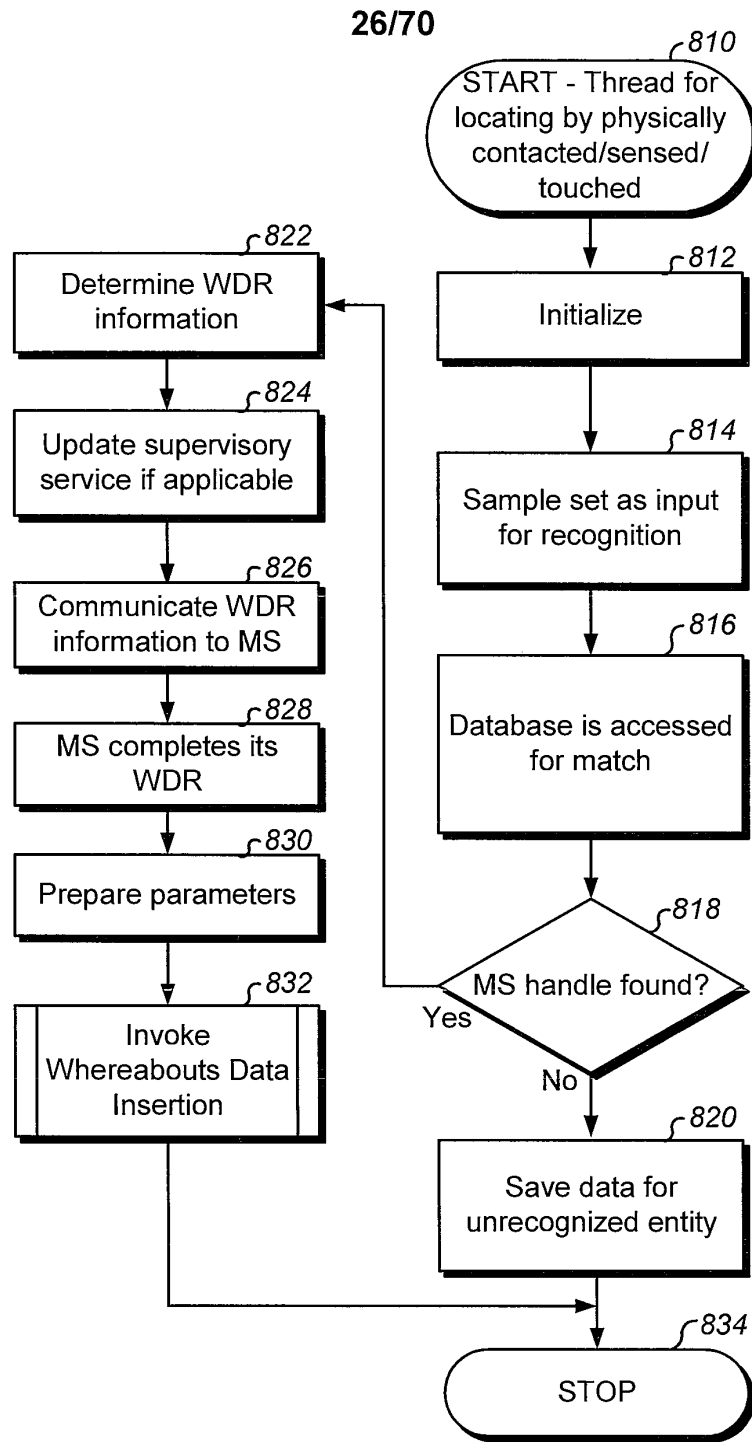 26/70
810
START - Thread for
locating by physically
contacted/sensed/
touched
812
Initialize
814
Sample set as input
for recognition
816
Database is accessed
for match
818
MS handle found?
Yes
No
820
Save data for
unrecognized entity
822
Determine WDR
information
824
Update supervisory
service if applicable
826
Communicate WDR
information to MS
828
MS completes its
WDR
830
Prepare parameters
832
Invoke
Whereabouts Data
Insertion
834
STOP